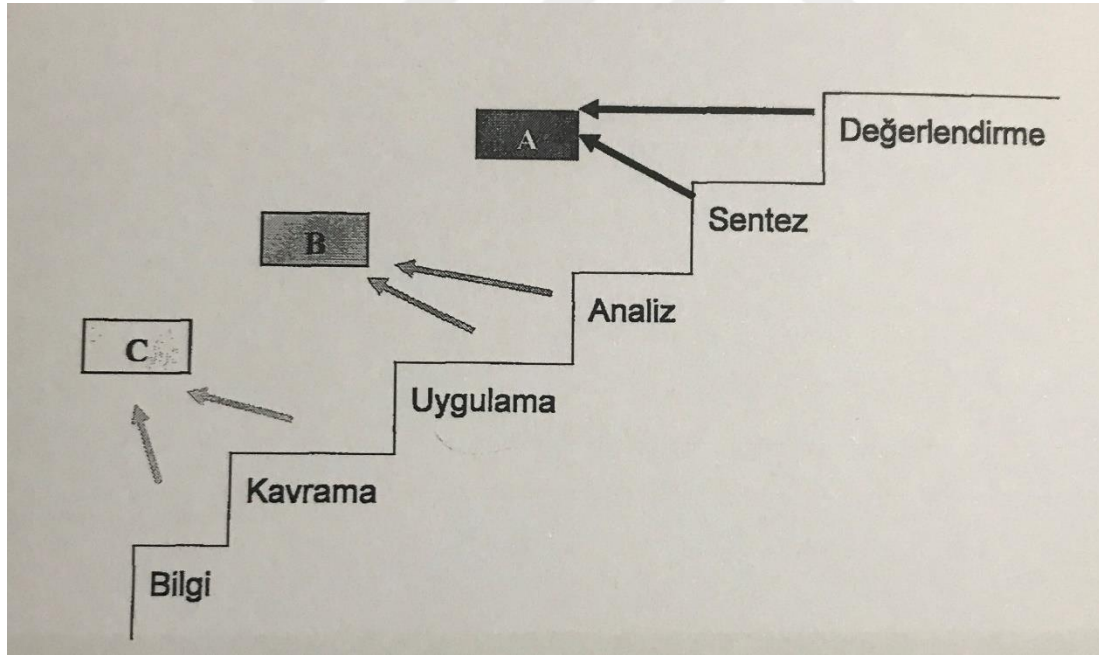 A
Değerlendirme
Sentez
B
Analiz
C
Uygulama
Kavrama
Bilgi